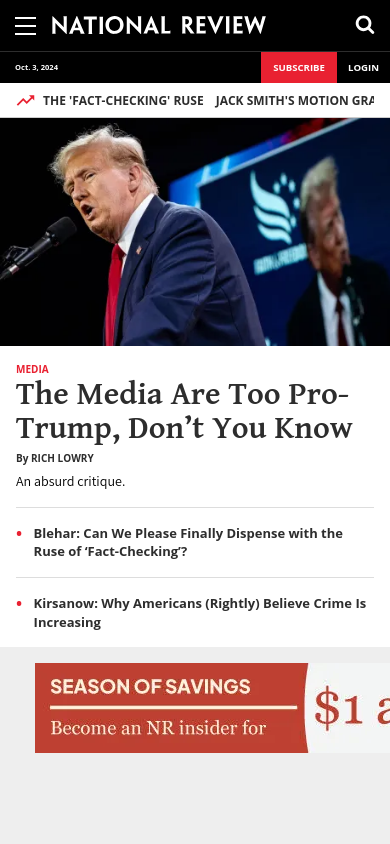 NATIONAL REVIEW
Oct. 3, 2024
SUBSCRIBE
LOGIN
THE 'FACT-CHECKING' RUSE
JACK SMITH'S MOTION GRA
MEDIA
The Media Are Too Pro-
Trump, Don’t You Know
By RICH LOWRY
An absurd critique.
Blehar: Can We Please Finally Dispense with the
Ruse of ‘Fact-Checking’?
Kirsanow: Why Americans (Rightly) Believe Crime Is
Increasing
SEASON OF SAVINGS
Become an NR insider for
$1 a